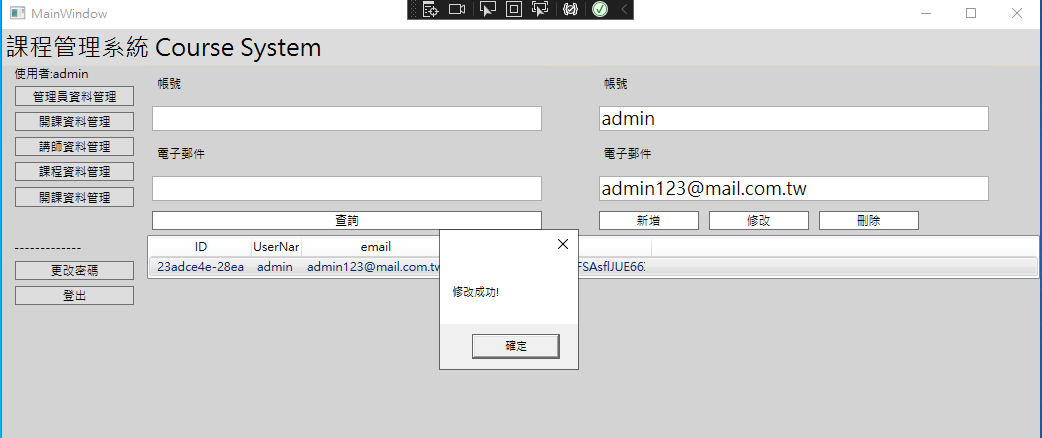 MainWindow
課程管理系統 Course System
使用者:admin
管理員資料管理
開課資料管理
講師資料管理
課程資料管理
開課資料管理
-------------
更改密碼
登出
帳號
電子郵件
查詢
帳號
admin
電子郵件
admin123@mail.com.tw
新增 修改 刪除
ID UserNar email
23adce4e-28ea admin admin123@mail.com.tw
修改成功!
確定